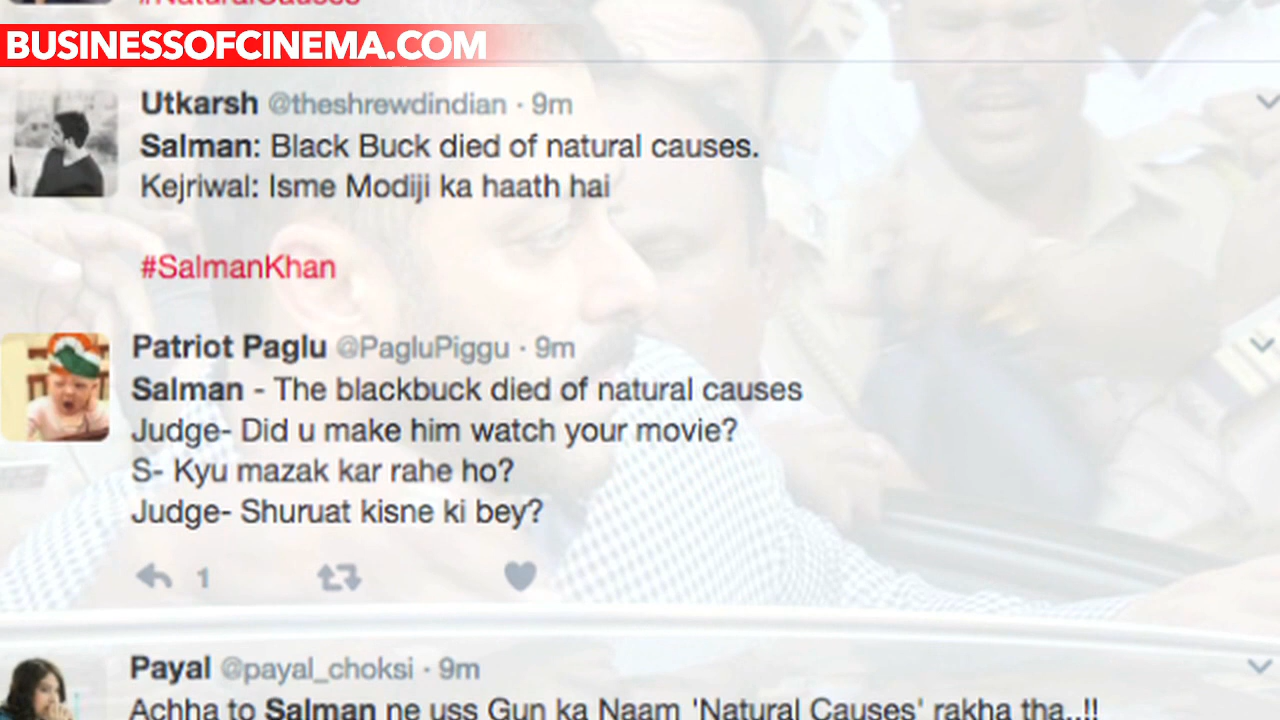 #NaturalCauses
BUSINESSOFCINEMA.COM
Utkarsh @theshrewdindian · 9m
Salman: Black Buck died of natural causes.
Kejriwal: Isme Modiji ka haath hai
#SalmanKhan
Patriot Paglu @PagluPiggu · 9m
Salman - The blackbuck died of natural causes
Judge- Did u make him watch your movie?
S- Kyu mazak kar rahe ho?
Judge- Shuruat kisne ki bey?
1
Payal @payal_choksi · 9m
Achha to Salman ne uss Gun ka Naam 'Natural Causes' rakha tha..!!